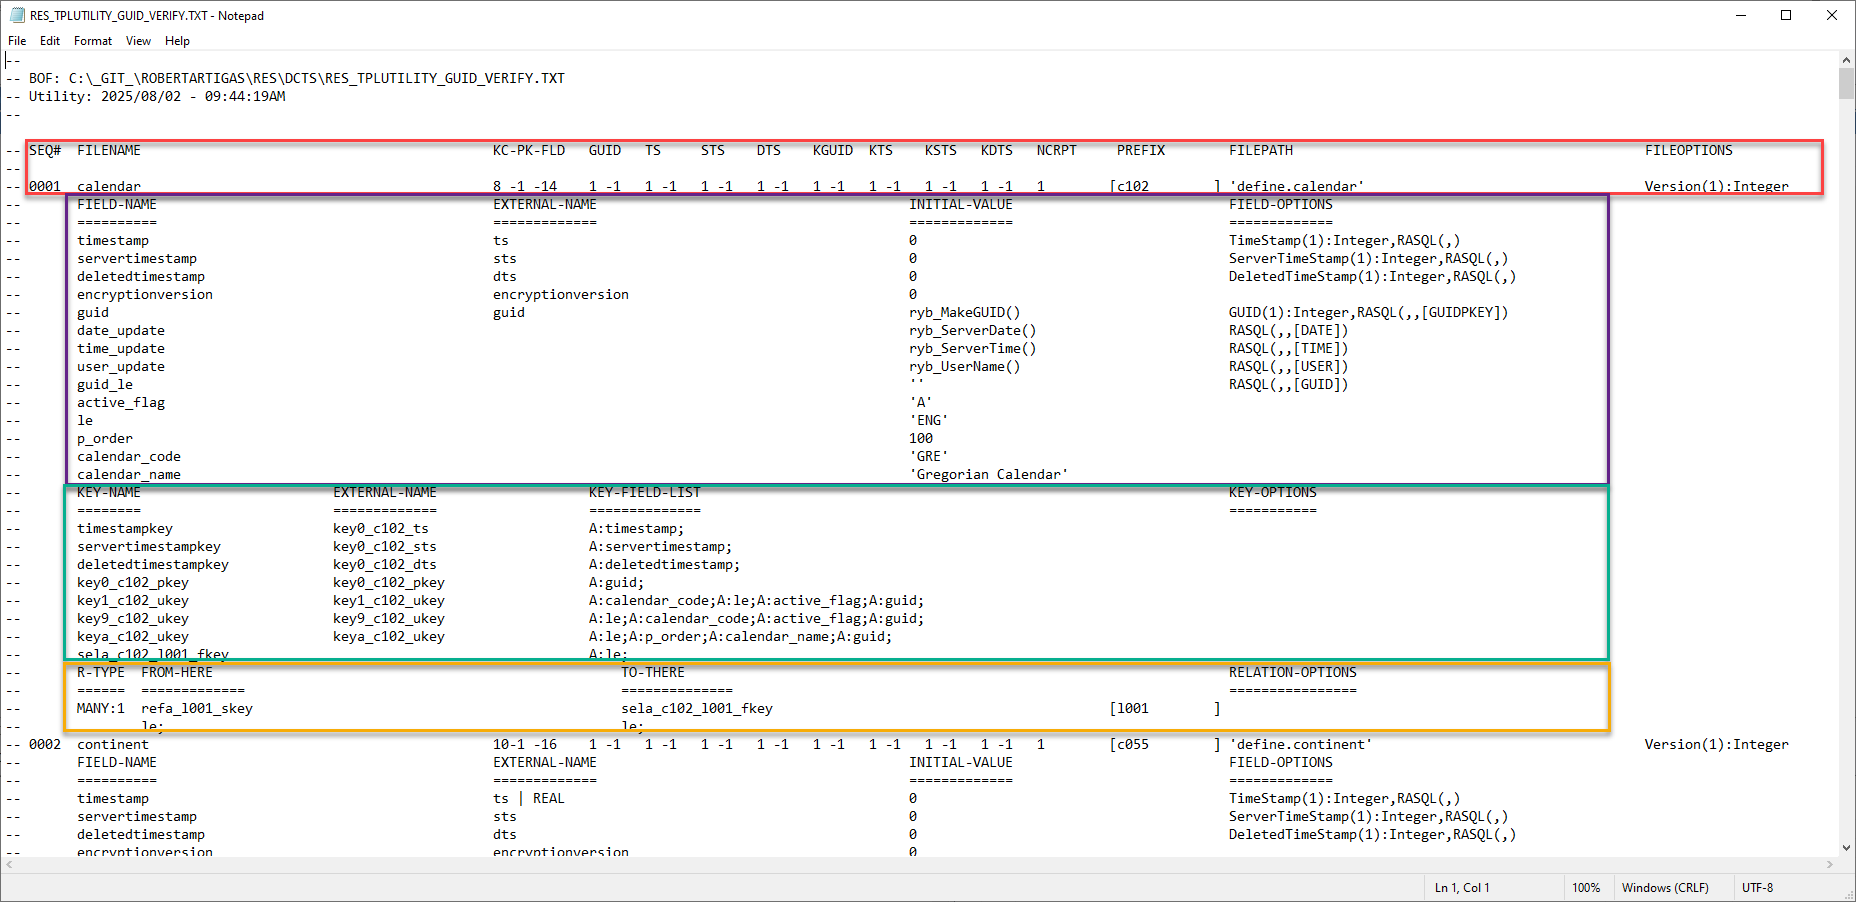 RES_TPLUTILITY_GUID_VERIFY.TXT - Notepad
File Edit Format View Help
--
-- BOF: C:\_GIT_\ROBERTARTIGAS\RES\DCTS\RES_TPLUTILITY_GUID_VERIFY.TXT
-- Utility: 2025/08/02 - 09:44:19AM
--
-- SEQ# FILENAME KC-PK-FLD GUID TS STS DTS KGUID KTS KSTS KDTS NCRPT PREFIX FILEPATH FILEOPTIONS
--
-- 0001 calendar 8 -1 -14 1 -1 1 -1 1 -1 1 -1 1 -1 1 -1 1 -1 1 -1 1 [c102 ] 'define.calendar' Version(1):Integer
-- FIELD-NAME EXTERNAL-NAME INITIAL-VALUE FIELD-OPTIONS
-- ========== ============= ============= =============
-- timestamp ts 0 TimeStamp(1):Integer,RASQL(,)
-- servertimestamp sts 0 ServerTimeStamp(1):Integer,RASQL(,)
-- deletedtimestamp dts 0 DeletedTimeStamp(1):Integer,RASQL(,)
-- encryptionversion encryptionversion 0
-- guid guid ryb_MakeGUID() GUID(1):Integer,RASQL(,,[GUIDPKEY])
-- date_update ryb_ServerDate() RASQL(,,[DATE])
-- time_update ryb_ServerTime() RASQL(,,[TIME])
-- user_update ryb_UserName() RASQL(,,[USER])
-- guid_le '' RASQL(,,[GUID])
-- active_flag 'A'
-- le 'ENG'
-- p_order 100
-- calendar_code 'GRE'
-- calendar_name 'Gregorian Calendar'
-- KEY-NAME EXTERNAL-NAME KEY-FIELD-LIST KEY-OPTIONS
-- ======== ============= ============== ===========
-- timestampkey key0_c102_ts A:timestamp;
-- servertimestampkey key0_c102_sts A:servertimestamp;
-- deletedtimestampkey key0_c102_dts A:deletedtimestamp;
-- key0_c102_pkey key0_c102_pkey A:guid;
-- key1_c102_ukey key1_c102_ukey A:calendar_code;A:le;A:active_flag;A:guid;
-- key9_c102_ukey key9_c102_ukey A:le;A:calendar_code;A:active_flag;A:guid;
-- keya_c102_ukey keya_c102_ukey A:le;A:p_order;A:calendar_name;A:guid;
-- sela_c102_l001_fkey A:le;
-- R-TYPE FROM-HERE TO-THERE RELATION-OPTIONS
-- ====== ============= ============== ================
-- MANY:1 refa_l001_skey sela_c102_l001_fkey [l001 ]
-- le; le;
-- 0002 continent 10-1 -16 1 -1 1 -1 1 -1 1 -1 1 -1 1 -1 1 -1 1 -1 1 [c055 ] 'define.continent' Version(1):Integer
-- FIELD-NAME EXTERNAL-NAME INITIAL-VALUE FIELD-OPTIONS
-- ========== ============= ============= =============
-- timestamp ts | REAL 0 TimeStamp(1):Integer,RASQL(,)
-- servertimestamp sts 0 ServerTimeStamp(1):Integer,RASQL(,)
-- deletedtimestamp dts 0 DeletedTimeStamp(1):Integer,RASQL(,)
-- encryptionversion encryptionversion 0
Ln 1, Col 1 100% Windows (CRLF) UTF-8